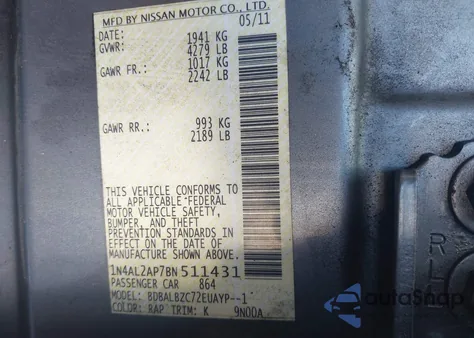 MFD BY NISSAN MOTOR CO., LTD.
DATE: 05/11
GVWR: 1941 KG
4279 LB
GAWR FR.: 1017 KG
2242 LB
GAWR RR.: 993 KG
2189 LB
THIS VEHICLE CONFORMS TO
ALL APPLICABLE FEDERAL
MOTOR VEHICLE SAFETY,
BUMPER, AND THEFT
PREVENTION STANDARDS
IN EFFECT ON THE DATE OF
MANUFACTURE SHOWN ABOVE.
1N4AL2AP7BN511431
PASSENGER CAR 864
MODEL: BDBALBZC72EUAYP--1
COLOR: RAP TRIM: K 9NODA
R
L
AutoSnap